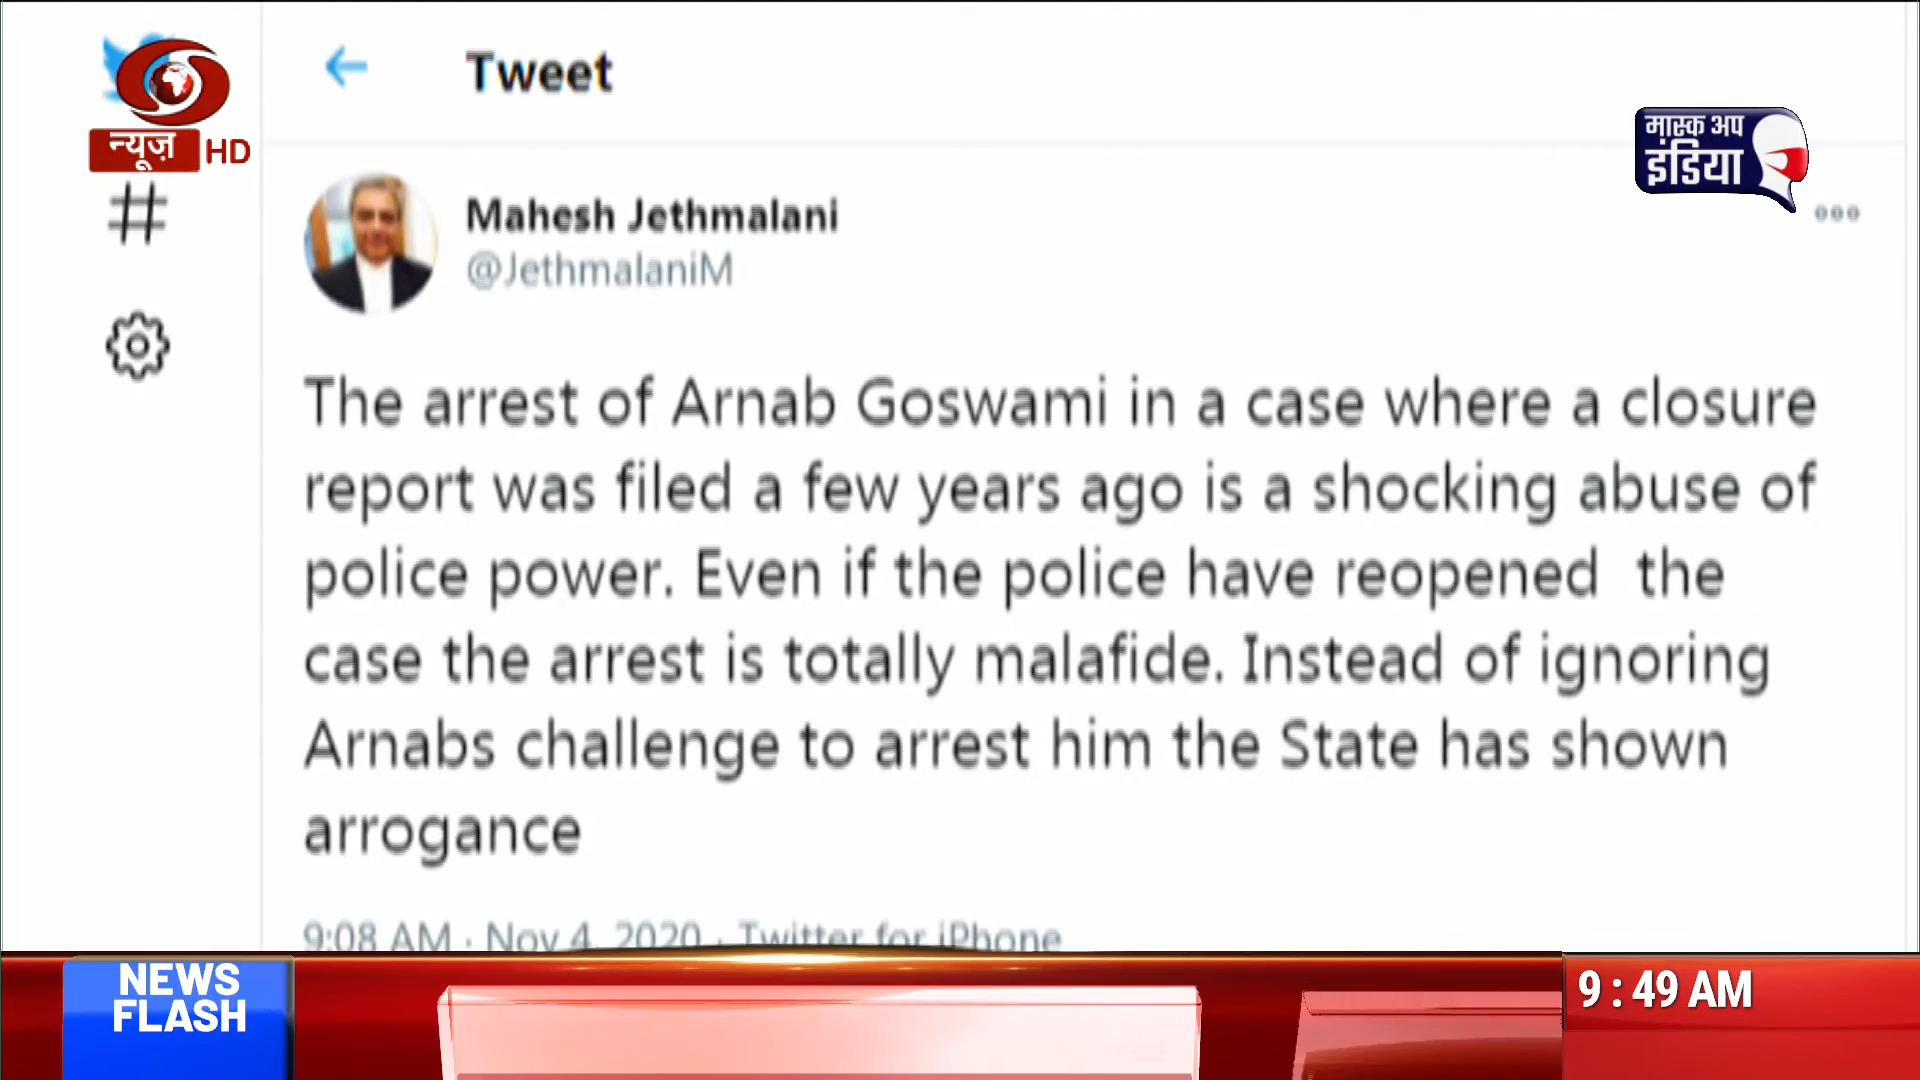 Tweet
न्यूज़ HD
मास्क अप
इंडिया
#
Mahesh Jethmalani
@JethmalaniM
The arrest of Arnab Goswami in a case where a closure
report was filed a few years ago is a shocking abuse of
police power. Even if the police have reopened  the
case the arrest is totally malafide. Instead of ignoring
Arnabs challenge to arrest him the State has shown
arrogance
9:08 AM · Nov 4, 2020 · Twitter for iPhone
NEWS
FLASH
9:49 AM